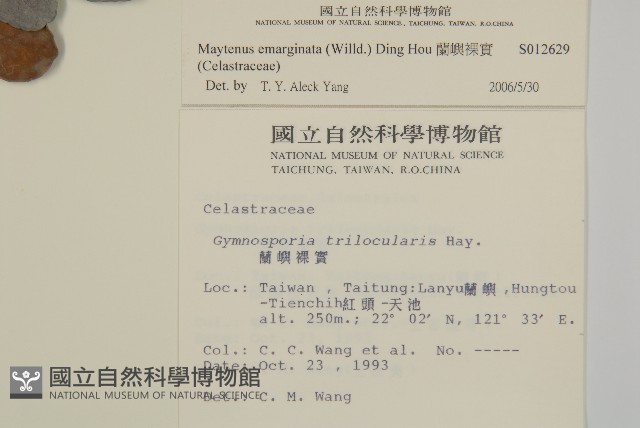 國立自然科學博物館
NATIONAL MUSEUM OF NATURAL SCIENCE, TAICHUNG, TAIWAN, R.O.CHINA
Maytenus emarginata (Willd.) Ding Hou 蘭嶼裸實 S012629
(Celastraceae)
Det. by T. Y. Aleck Yang 2006/5/30
國立自然科學博物館
NATIONAL MUSEUM OF NATURAL SCIENCE
TAICHUNG, TAIWAN, R.O.CHINA
Celastraceae
Gymnosporia trilocularis Hay.
蘭嶼裸實
Loc.: Taiwan , Taitung:Lanyu蘭嶼,Hungtou
-Tienchih紅頭-天池
alt. 250m.; 22° 02′ N, 121° 33′ E.
Col.: C. C. Wang et al. No. -----
Date: Oct. 23 , 1993
Det.: C. M. Wang
國立自然科學博物館
NATIONAL MUSEUM OF NATURAL SCIENCE